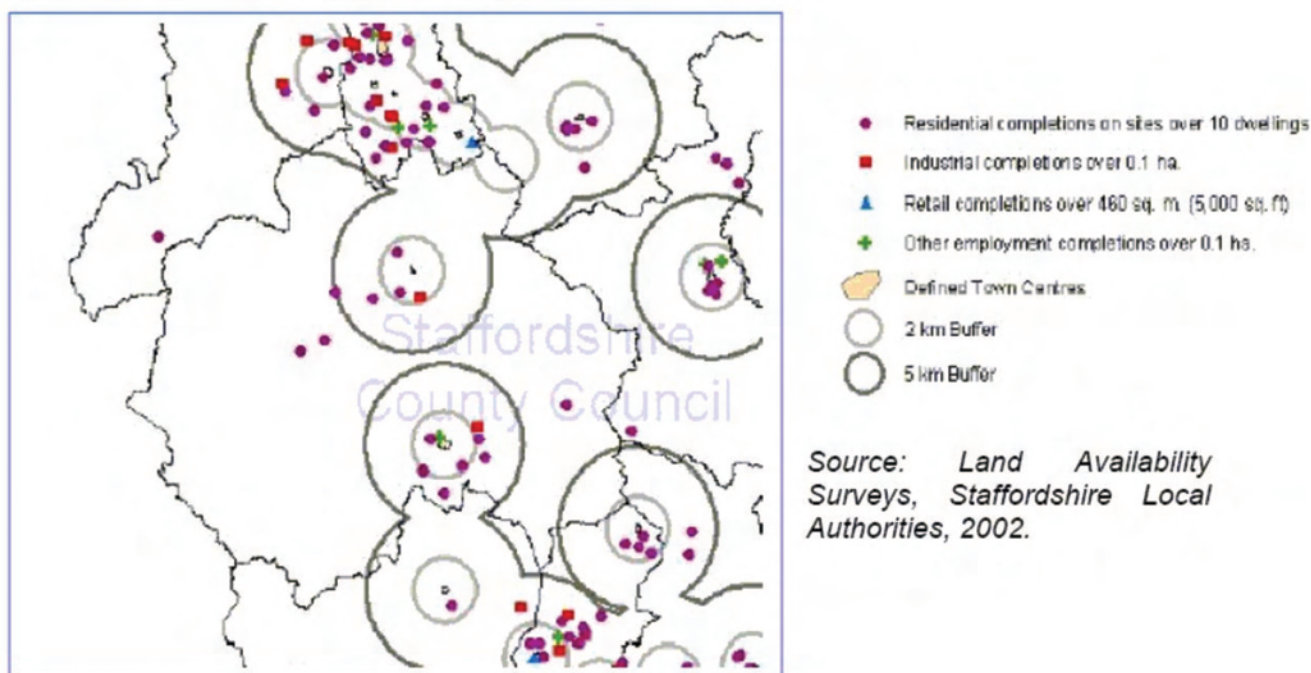 Staffordshire
County Council
Residential completions on sites over 10 dwellings
Industrial completions over 0.1 ha.
Retail completions over 460 sq. m. (5,000 sq. ft)
Other employment completions over 0.1 ha.
Defined Town Centres
2 km Buffer
5 km Buffer
Source: Land Availability
Surveys, Staffordshire Local
Authorities, 2002.